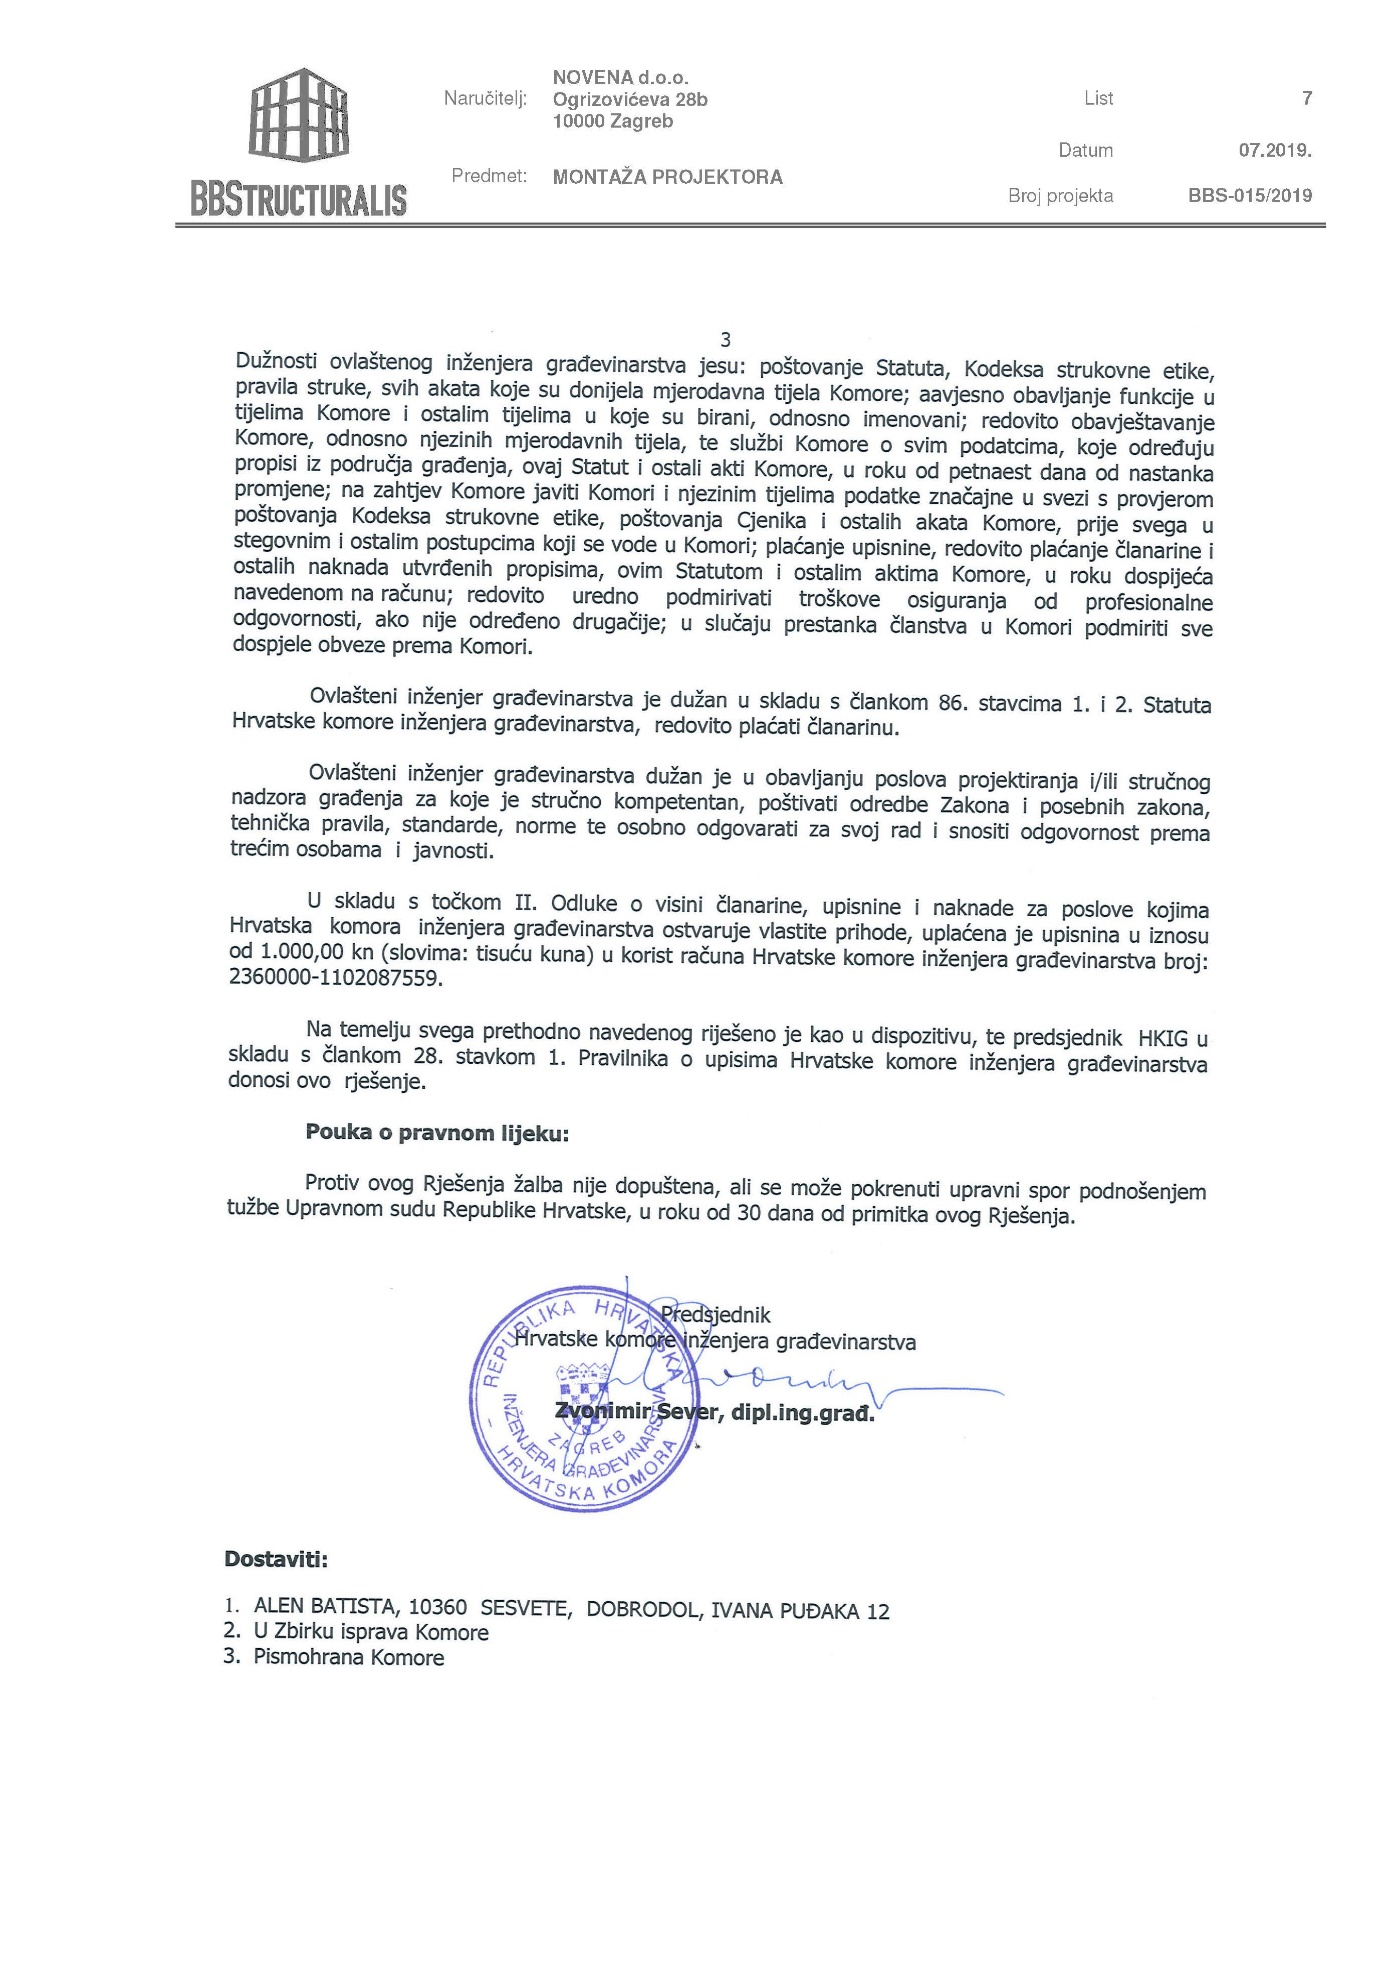 BBSTRUCTURALIS
Naručitelj: NOVENA d.o.o.
Ogrizovićeva 28b
10000 Zagreb
Predmet: MONTAŽA PROJEKTORA
List 7
Datum 07.2019.
Broj projekta BBS-015/2019
3
Dužnosti ovlaštenog inženjera građevinarstva jesu: poštovanje Statuta, Kodeksa strukovne etike,
pravila struke, svih akata koje su donijela mjerodavna tijela Komore; aavjesno obavljanje funkcije u
tijelima Komore i ostalim tijelima u koje su birani, odnosno imenovani; redovito obavještavanje
Komore, odnosno njezinih mjerodavnih tijela, te službi Komore o svim podatcima, koje određuju
propisi iz područja građenja, ovaj Statut i ostali akti Komore, u roku od petnaest dana od nastanka
promjene; na zahtjev Komore javiti Komori i njezinim tijelima podatke značajne u svezi s provjerom
poštovanja Kodeksa strukovne etike, poštovanja Cjenika i ostalih akata Komore, prije svega u
stegovnim i ostalim postupcima koji se vode u Komori; plaćanje upisnine, redovito plaćanje članarine i
ostalih naknada utvrđenih propisima, ovim Statutom i ostalim aktima Komore, u roku dospijeća
navedenom na računu; redovito uredno podmirivati troškove osiguranja od profesionalne
odgovornosti, ako nije određeno drugačije; u slučaju prestanka članstva u Komori podmiriti sve
dospjele obveze prema Komori.
Ovlašteni inženjer građevinarstva je dužan u skladu s člankom 86. stavcima 1. i 2. Statuta
Hrvatske komore inženjera građevinarstva, redovito plaćati članarinu.
Ovlašteni inženjer građevinarstva dužan je u obavljanju poslova projektiranja i/ili stručnog
nadzora građenja za koje je stručno kompetentan, poštivati odredbe Zakona i posebnih zakona,
tehnička pravila, standarde, norme te osobno odgovarati za svoj rad i snositi odgovornost prema
trećim osobama i javnosti.
U skladu s točkom II. Odluke o visini članarine, upisnine i naknade za poslove kojima
Hrvatska komora inženjera građevinarstva ostvaruje vlastite prihode, uplaćena je upisnina u iznosu
od 1.000,00 kn (slovima: tisuću kuna) u korist računa Hrvatske komore inženjera građevinarstva broj:
2360000-1102087559.
Na temelju svega prethodno navedenog riješeno je kao u dispozitivu, te predsjednik HKIG u
skladu s člankom 28. stavkom 1. Pravilnika o upisima Hrvatske komore inženjera građevinarstva
donosi ovo rješenje.
Pouka o pravnom lijeku:
Protiv ovog Rješenja žalba nije dopuštena, ali se može pokrenuti upravni spor podnošenjem
tužbe Upravnom sudu Republike Hrvatske, u roku od 30 dana od primitka ovog Rješenja.
Predsjednik
Hrvatske komore inženjera građevinarstva
Zvonimir Sever, dipl.ing.građ.
REPUBLIKA HRVATSKA
HRVATSKA KOMORA
INŽENJERA GRAĐEVINARSTVA
ZAGREB
Dostaviti:
1. ALEN BATISTA, 10360 SESVETE, DOBRODOL, IVANA PUĐAKA 12
2. U Zbirku isprava Komore
3. Pismohrana Komore